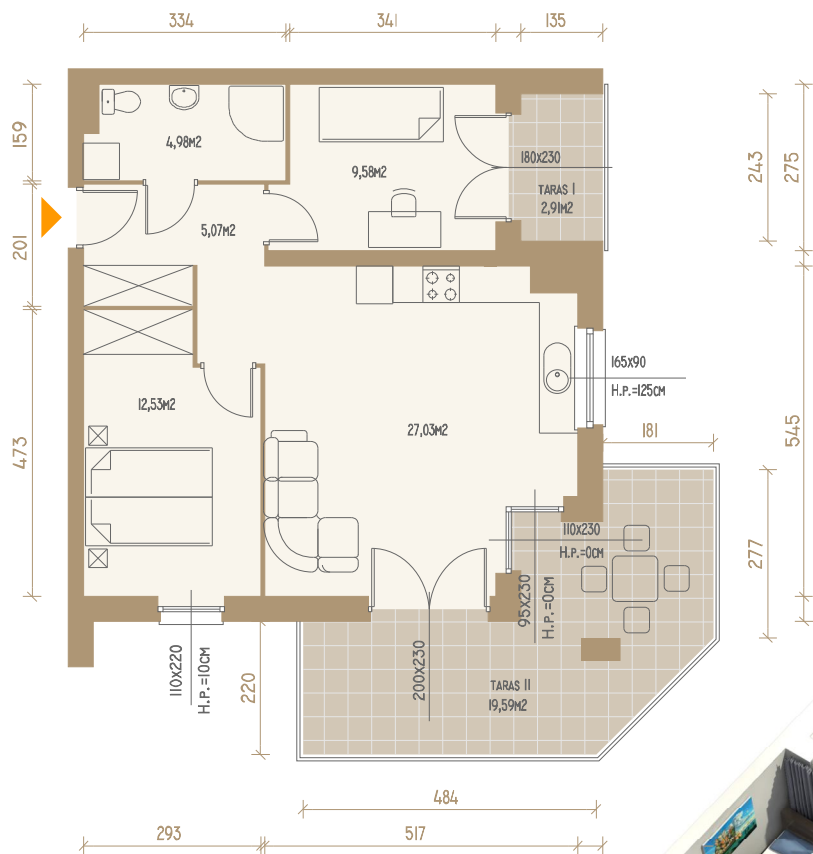 334
341
135
159
201
473
4,98M2
9,58M2
180x230
TARAS I
2,91M2
243
275
5,07M2
12,53M2
27,03M2
165x90
H.P.=125CM
181
545
277
110x230
H.P.=0CM
95x230
H.P.=0CM
200x230
110x220
H.P.=10CM
220
TARAS II
19,59M2
484
293
517